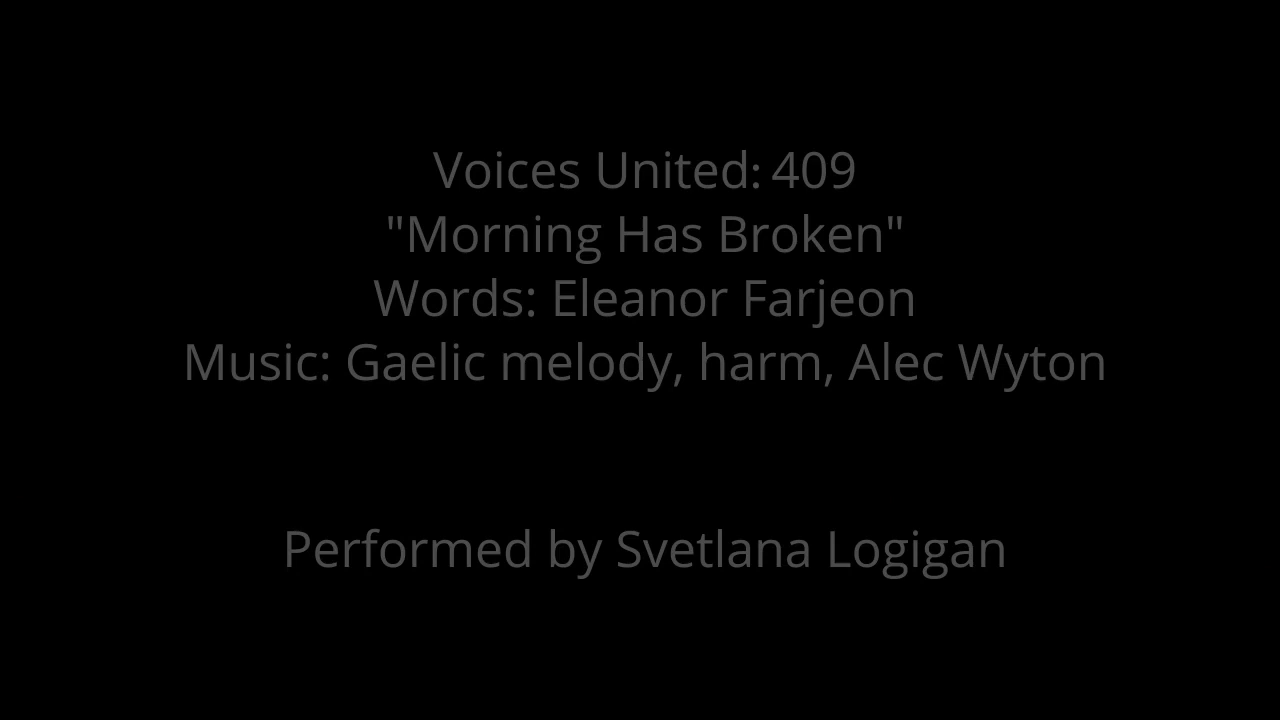 Voices United: 409
"Morning Has Broken"
Words: Eleanor Farjeon
Music: Gaelic melody, harm, Alec Wyton
Performed by Svetlana Logigan